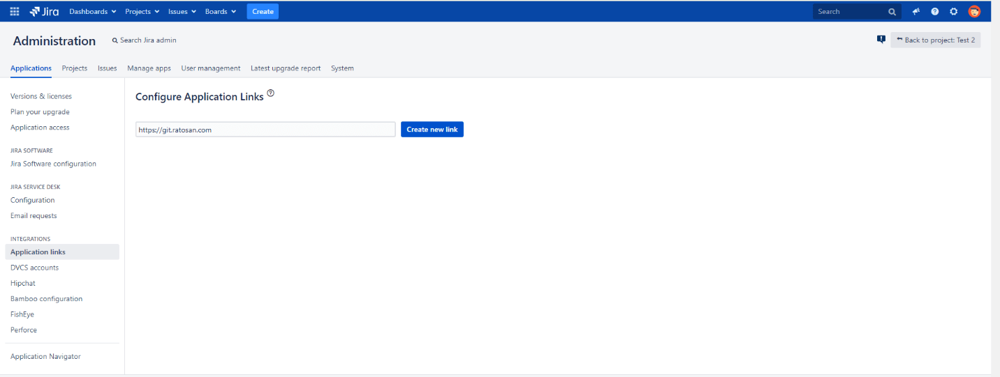 Jira Dashboards Projects Issues Boards Create Search
Administration Search Jira admin Back to project: Test 2
Applications Projects Issues Manage apps User management Latest upgrade report System
Versions & licenses
Plan your upgrade
Application access
JIRA SOFTWARE
Jira Software configuration
JIRA SERVICE DESK
Configuration
Email requests
INTEGRATIONS
Application links
DVCS accounts
Hipchat
Bamboo configuration
FishEye
Perforce
Application Navigator
Configure Application Links
https://git.ratosan.com Create new link